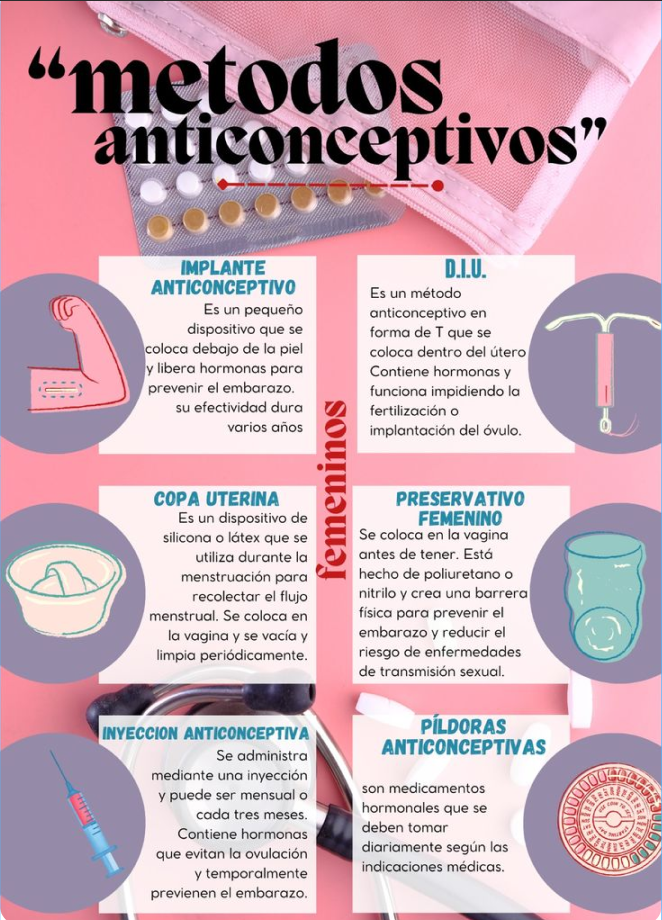 “metodos
anticonceptivos”
IMPLANTE
ANTICONCEPTIVO
Es un pequeño
dispositivo que se
coloca debajo de la piel
y libera hormonas para
prevenir el embarazo.
su efectividad dura
varios años
D.I.U.
Es un método
anticonceptivo en
forma de T que se
coloca dentro del útero
Contiene hormonas y
funciona impidiendo la
fertilización o
implantación del óvulo.
femeninos
COPA UTERINA
Es un dispositivo de
silicona o látex que se
utiliza durante la
menstruación para
recolectar el flujo
menstrual. Se coloca en
la vagina y se vacía y
limpia periódicamente.
PRESERVATIVO
FEMENINO
Se coloca en la vagina
antes de tener. Está
hecho de poliuretano o
nitrilo y crea una barrera
física para prevenir el
embarazo y reducir el
riesgo de enfermedades
de transmisión sexual.
INYECCION ANTICONCEPTIVA
Se administra
mediante una inyección
y puede ser mensual o
cada tres meses.
Contiene hormonas
que evitan la ovulación
y temporalmente
previenen el embarazo.
PÍLDORAS
ANTICONCEPTIVAS
son medicamentos
hormonales que se
deben tomar
diariamente según las
indicaciones médicas.